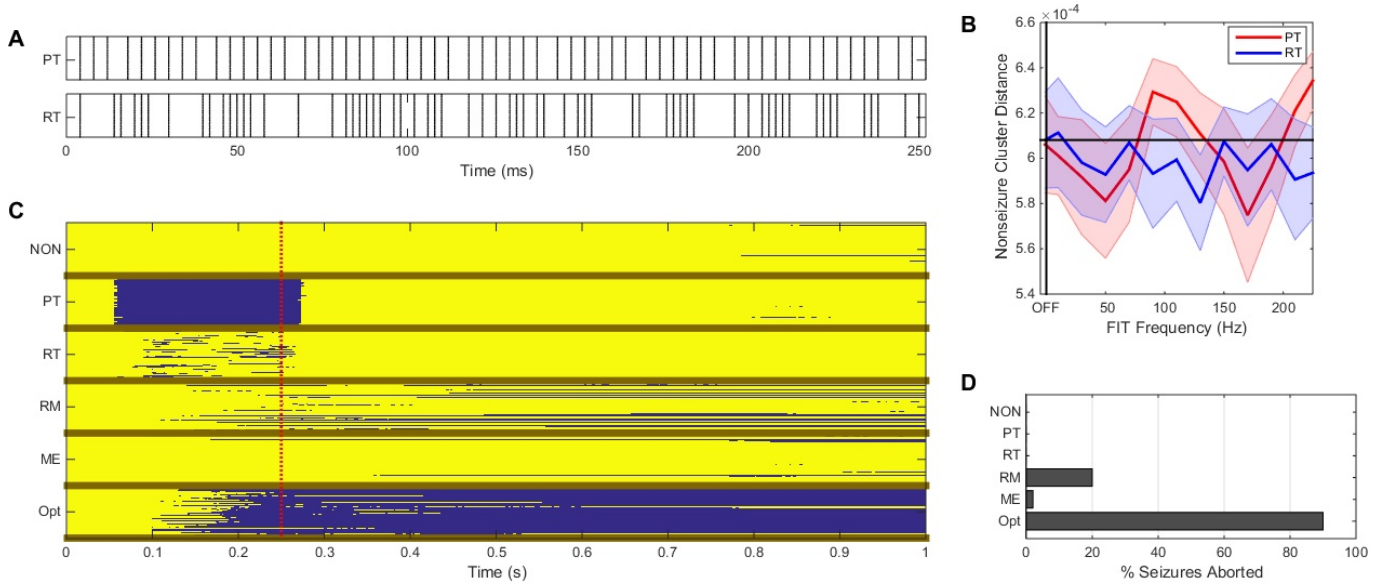 A
PT
RT
0 50 100 150 200 250
Time (ms)
B
×10⁻⁴
6.6
6.4
6.2
6
5.8
5.6
5.4
Nonseizure Cluster Distance
PT
RT
OFF 50 100 150 200
FIT Frequency (Hz)
C
NON
PT
RT
RM
ME
Opt
0 0.1 0.2 0.3 0.4 0.5 0.6 0.7 0.8 0.9 1
Time (s)
D
NON
PT
RT
RM
ME
Opt
0 20 40 60 80 100
% Seizures Aborted